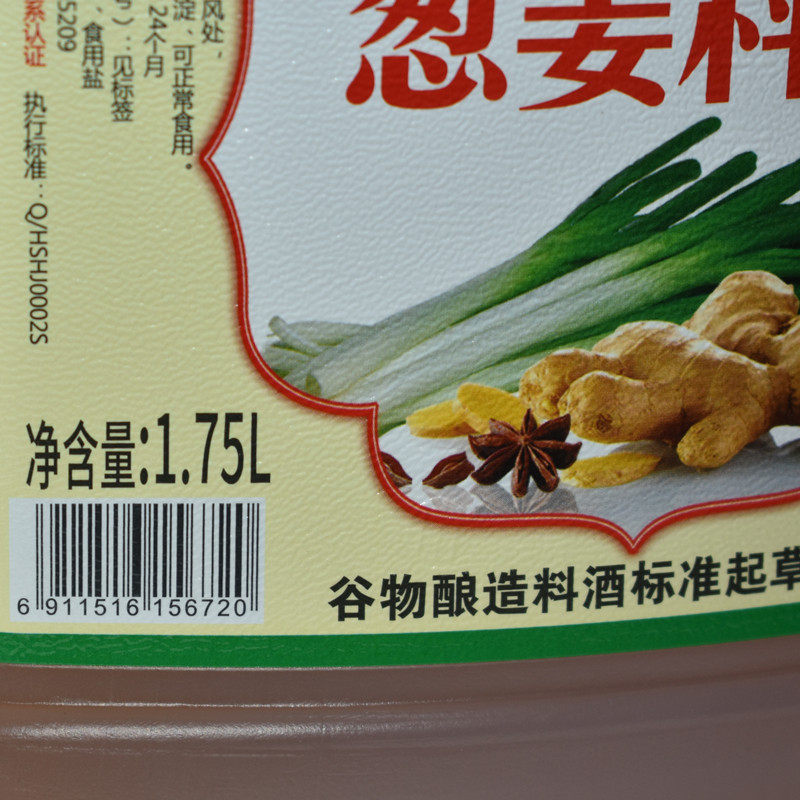 葱姜料
风处，
淀、可正常食用。
24个月
）：见标签
、食用盐
5209
系认证
执行标准：Q/HSHJ0002S
净含量:1.75L
6 911516 156720
谷物酿造料酒标准起草